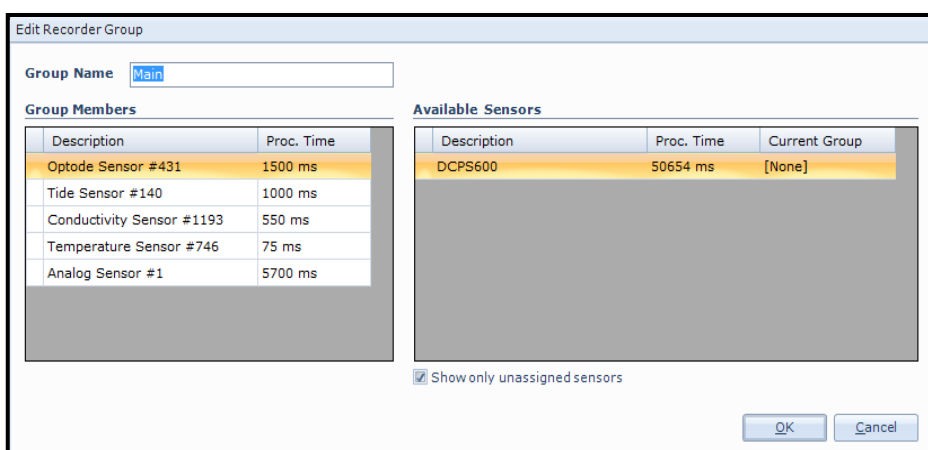 Edit Recorder Group
Group Name Main
Group Members
Description Proc. Time
Optode Sensor #431 1500 ms
Tide Sensor #140 1000 ms
Conductivity Sensor #1193 550 ms
Temperature Sensor #746 75 ms
Analog Sensor #1 5700 ms
Available Sensors
Description Proc. Time Current Group
DCPS600 50654 ms [None]
Show only unassigned sensors
OK Cancel